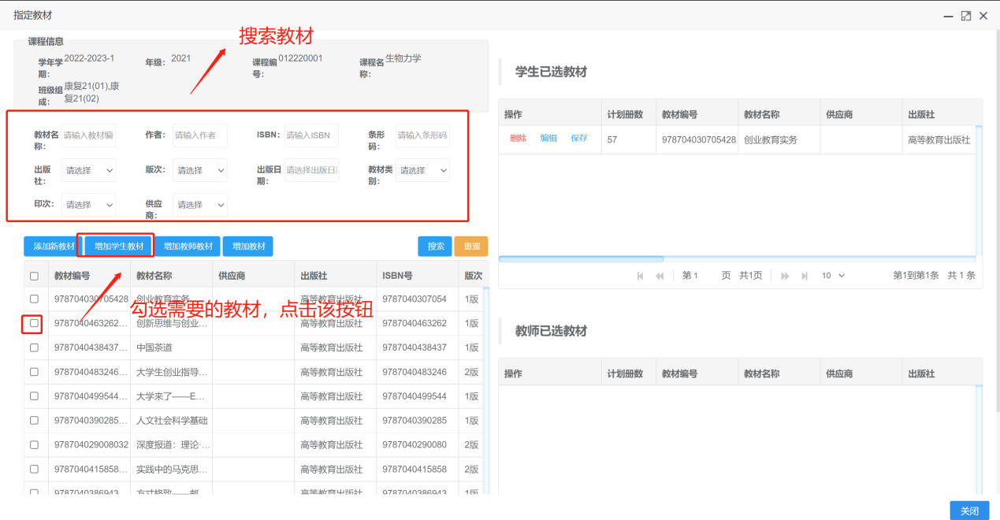 指定教材
搜索教材
课程信息
学年学期： 2022-2023-1 年级： 2021 课程编号： 012220001 课程名称： 生物力学
班级组成： 康复21(01),康复21(02)
教材名称： 请输入教材编 作者： 请输入作者 ISBN： 请输入ISBN 条形码： 请输入条形码
出版社： 请选择 版次： 请选择 出版日期： 请选择出版日 教材类别： 请选择
印次： 请选择 供应商： 请选择
添加新教材 增加学生教材 增加教师教材 增加教材 搜索 重置
教材编号 教材名称 供应商 出版社 ISBN号 版次
978704030705428 创业教育实务 高等教育出版社 9787040307054 1版
勾选需要的教材，点击该按钮
9787040463262... 创新思维与创业... 高等教育出版社 9787040463262 1版
9787040438437... 中国茶道 高等教育出版社 9787040438437 1版
9787040483246... 大学生创业指导... 高等教育出版社 9787040483246 2版
9787040499544... 大学来了——E... 高等教育出版社 9787040499544 1版
9787040390285... 人文社会科学基础 高等教育出版社 9787040390285 1版
978704029008032 深度报道：理论·... 高等教育出版社 9787040290080 2版
9787040415858... 实践中的马克思... 高等教育出版社 9787040415858 2版
9787040386943... 方寸格致——邮... 高等教育出版社 9787040386943 1版
学生已选教材
操作 计划册数 教材编号 教材名称 供应商 出版社
删除 编辑 保存 57 978704030705428 创业教育实务 高等教育出版社
第 1 页 共1页 10 第1到第1条 共 1 条
教师已选教材
操作 计划册数 教材编号 教材名称 供应商 出版社
关闭